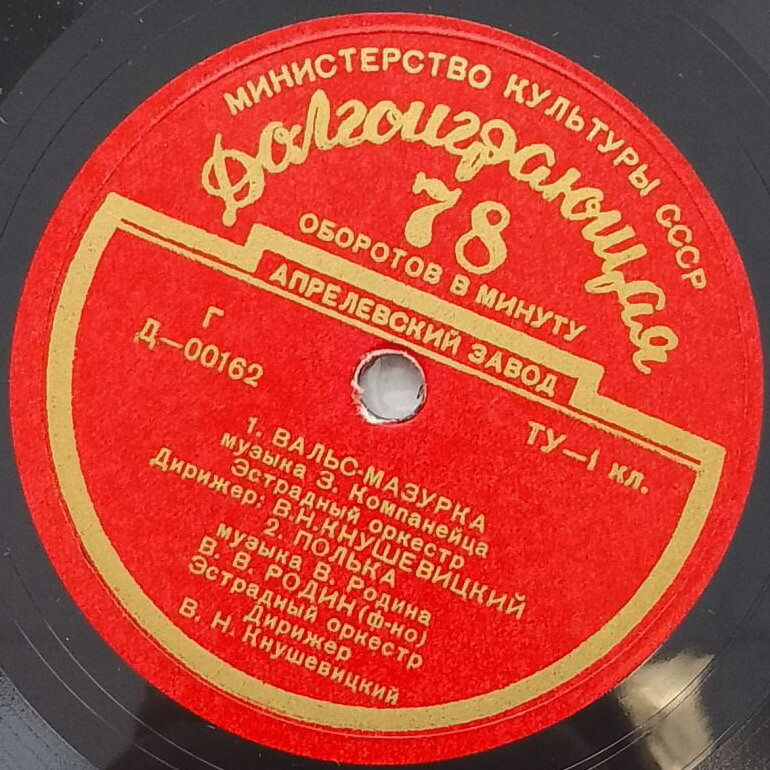 МИНИСТЕРСТВО КУЛЬТУРЫ СССР
Долгоиграющая
78
ОБОРОТОВ В МИНУТУ
АПРЕЛЕВСКИЙ ЗАВОД
Г
Д—00162
ТУ—1 кл.
1. ВАЛЬС-МАЗУРКА
музыка З. Компанейца
Эстрадный оркестр
Дирижер: В.Н.КНУШЕВИЦКИЙ
2. ПОЛЬКА
музыка В. Родина
В. В. РОДИН (ф-но)
Эстрадный оркестр
Дирижер
В. Н. Кнушевицкий